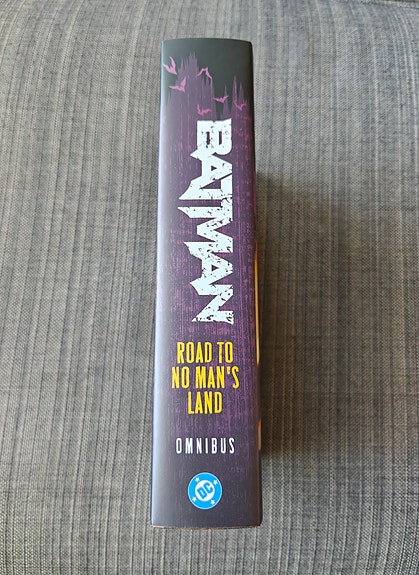 BATMAN
ROAD TO
NO MAN'S
LAND
OMNIBUS
DC